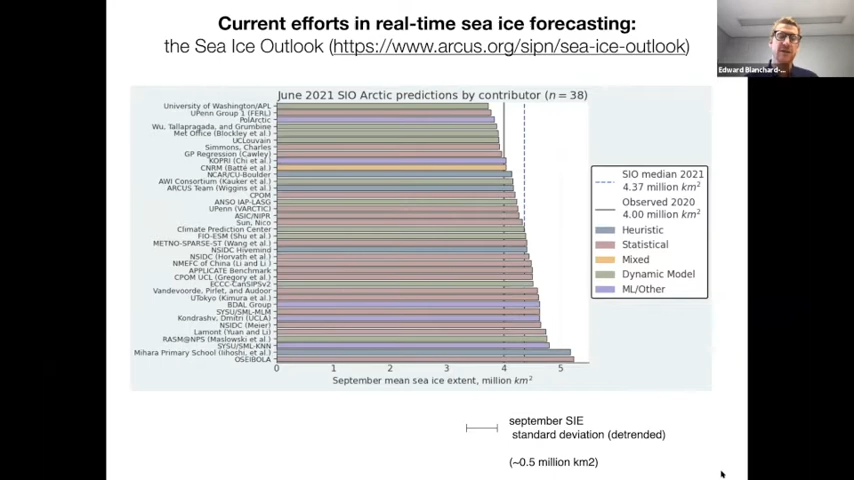 Current efforts in real-time sea ice forecasting:
the Sea Ice Outlook (https://www.arcus.org/sipn/sea-ice-outlook)
Edward Blanchard-...
June 2021 SIO Arctic predictions by contributor (n = 38)
University of Washington/APL
UPenn Group 1 (FERL)
PolArctic
Wu, Tallapragada, and Grumbine
Met Office (Blockley et al.)
UCLouvain
Simmons, Charles
GP Regression (Cawley)
KOPRI (Chi et al.)
CNRM (Batté et al.)
NCAR/CU-Boulder
AWI Consortium (Kauker et al.)
ARCUS Team (Wiggins et al.)
CPOM
ANSO IAP-LASG
UPenn (VARCTIC)
ASIC/NIPR
Sun, Nico
Climate Prediction Center
FIO-ESM (Shu et al.)
METNO-SPARSE-ST (Wang et al.)
NSIDC Hivemind
NSIDC (Horvath et al.)
NMEFC of China (Li and Li )
APPLICATE Benchmark
CPOM UCL (Gregory et al.)
ECCC-CanSIPSv2
Vandevoorde, Pirlet, and Audoor
UTokyo (Kimura et al.)
BDAL Group
SYSU/SML-MLM
Kondrashv, Dmitri (UCLA)
NSIDC (Meier)
Lamont (Yuan and Li)
RASM@NPS (Maslowski et al.)
SYSU/SML-KNN
Mihara Primary School (Iihoshi, et al.)
OSEIBOLA
0 1 2 3 4 5
September mean sea ice extent, million km²
SIO median 2021
4.37 million km²
Observed 2020
4.00 million km²
Heuristic
Statistical
Mixed
Dynamic Model
ML/Other
september SIE
standard deviation (detrended)
(~0.5 million km2)